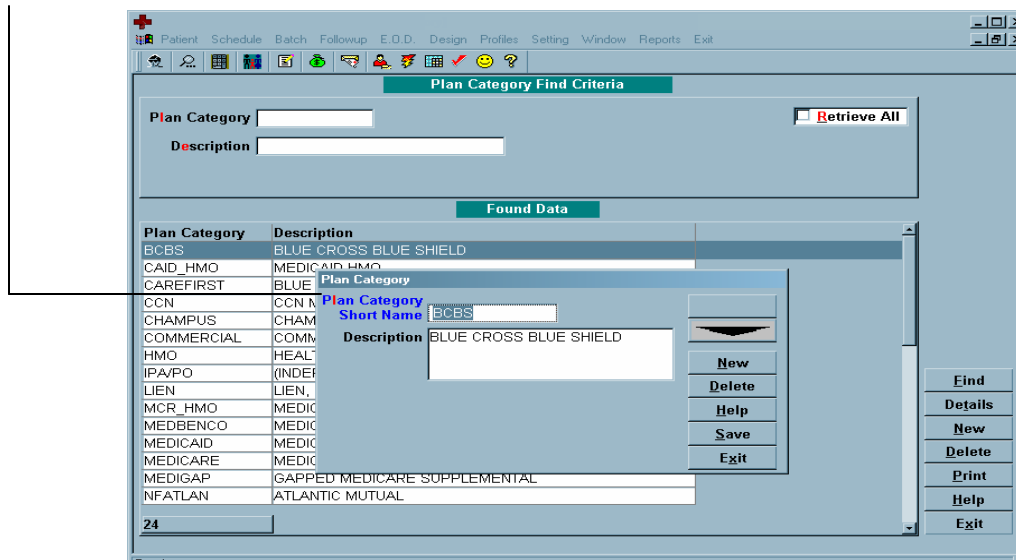 Patient Schedule Batch Followup E.O.D. Design Profiles Setting Window Reports Exit
Plan Category Find Criteria
Plan Category
Retrieve All
Description
Found Data
Plan Category Description
BCBS BLUE CROSS BLUE SHIELD
CAID_HMO MEDICAID HMO
CAREFIRST BLUE
CCN CCN M
CHAMPUS CHAM
COMMERCIAL COMM
HMO HEAL
IPA/PO (INDE
LIEN LIEN,
MCR_HMO MEDIC
MEDBENCO MEDIC
MEDICAID MEDIC
MEDICARE MEDIC
MEDIGAP GAPPED MEDICARE SUPPLEMENTAL
NFATLAN ATLANTIC MUTUAL
24
Plan Category
Plan Category
Short Name BCBS
Description BLUE CROSS BLUE SHIELD
New
Delete
Help
Save
Exit
Find
Details
New
Delete
Print
Help
Exit